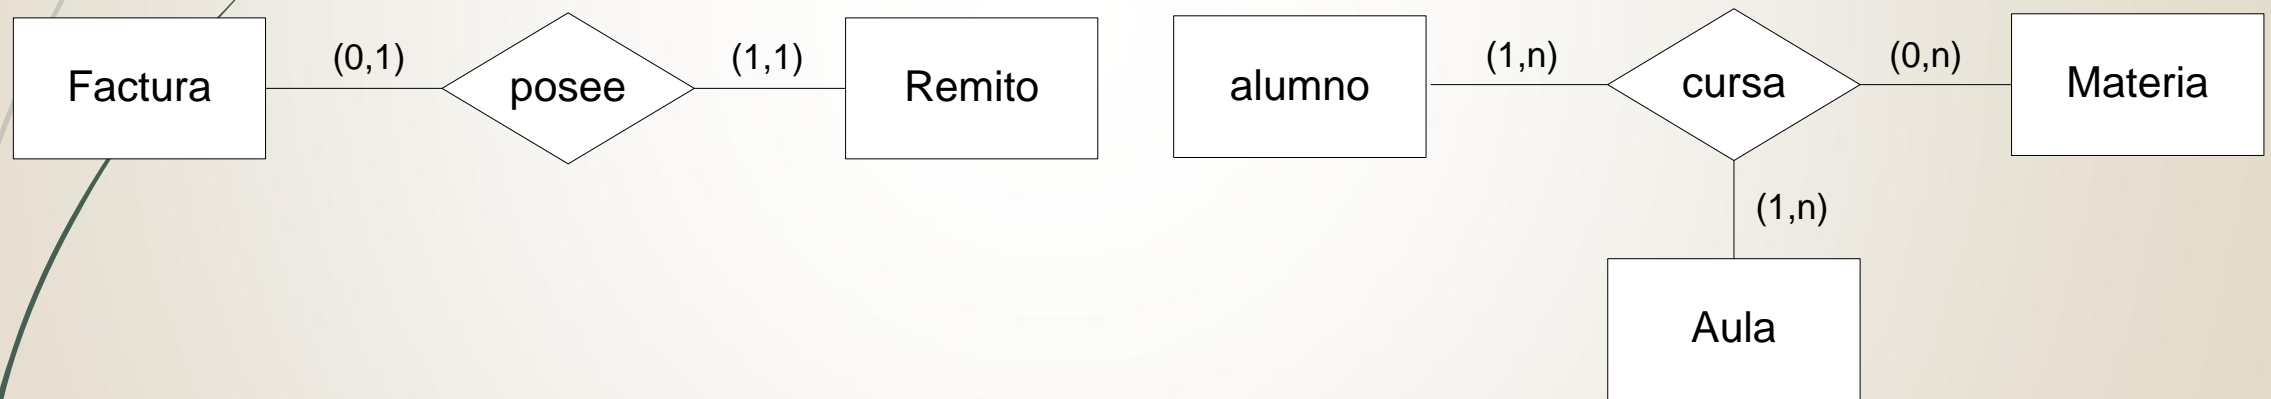 Factura
(0,1)
posee
(1,1)
Remito
alumno
(1,n)
cursa
(0,n)
Materia
(1,n)
Aula